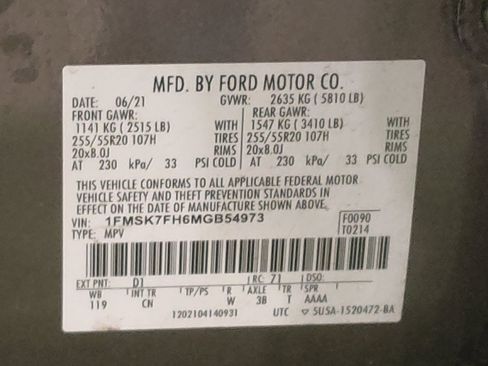 MFD. BY FORD MOTOR CO.
DATE: 06/21 GVWR: 2635 KG ( 5810 LB)
FRONT GAWR: REAR GAWR:
1141 KG ( 2515 LB) WITH 1547 KG ( 3410 LB) WITH
255/55R20 107H TIRES 255/55R20 107H TIRES
20x8.0J RIMS 20x8.0J RIMS
AT 230 kPa/ 33 PSI COLD AT 230 kPa/ 33 PSI COLD
THIS VEHICLE CONFORMS TO ALL APPLICABLE FEDERAL MOTOR
VEHICLE SAFETY AND THEFT PREVENTION STANDARDS IN
EFFECT ON THE DATE OF MANUFACTURE SHOWN ABOVE.
VIN: 1FMSK7FH6MGB54973 F0090
TYPE: MPV T0214
EXT PNT: D1 RC: 71 DSO:
WB INT TR TP/PS R AXLE TR SPR
119 CN W 3B T AAAA
1202104140931 UTC ▽ 5U5A-1520472-BA